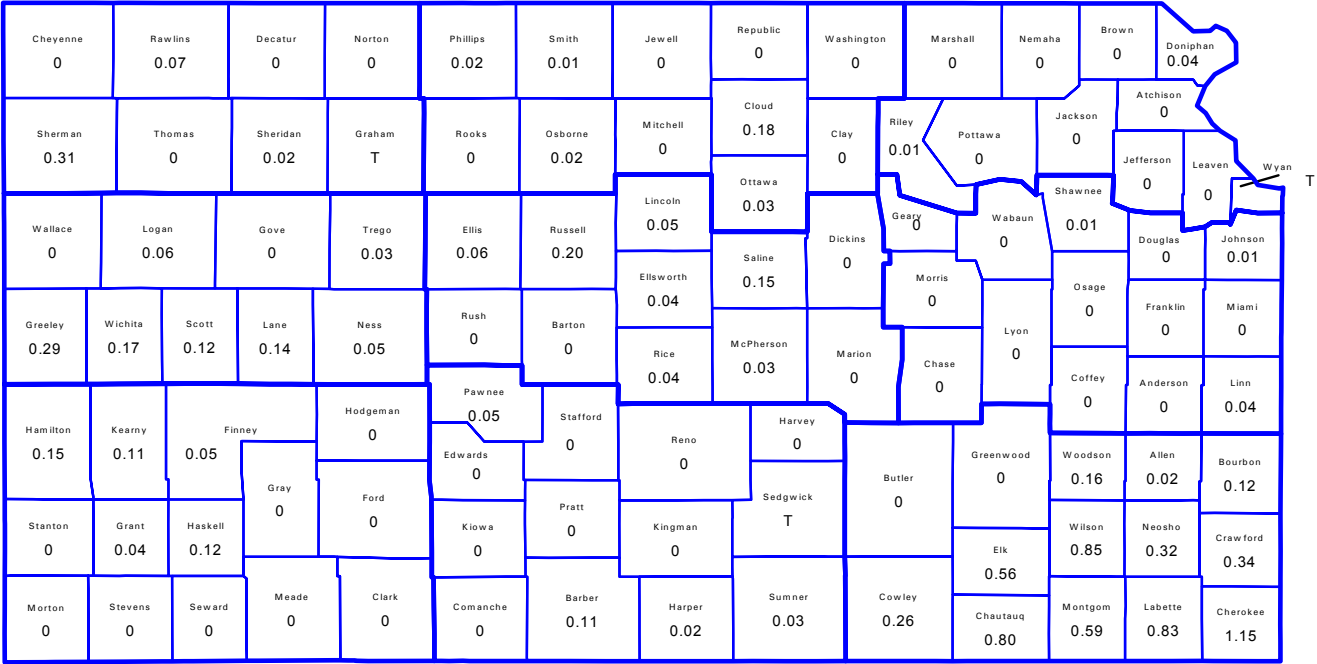 Cheyenne
0
Rawlins
0.07
Decatur
0
Norton
0
Phillips
0.02
Smith
0.01
Jewell
0
Republic
0
Washington
0
Marshall
0
Nemaha
0
Brown
0
Doniphan
0.04
Sherman
0.31
Thomas
0
Sheridan
0.02
Graham
T
Rooks
0
Osborne
0.02
Mitchell
0
Cloud
0.18
Clay
0
Riley
0.01
Pottawa
0
Jackson
0
Atchison
0
Jefferson
0
Leaven
0
Wyan
T
Wallace
0
Logan
0.06
Gove
0
Trego
0.03
Ellis
0.06
Russell
0.20
Lincoln
0.05
Ottawa
0.03
Saline
0.15
Dickins
0
Geary
0
Wabaun
0
Shawnee
0.01
Douglas
0
Johnson
0.01
Greeley
0.29
Wichita
0.17
Scott
0.12
Lane
0.14
Ness
0.05
Rush
0
Barton
0
Ellsworth
0.04
Rice
0.04
McPherson
0.03
Marion
0
Morris
0
Chase
0
Lyon
0
Osage
0
Franklin
0
Miami
0
Coffey
0
Anderson
0
Linn
0.04
Hamilton
0.15
Kearny
0.11
Finney
0.05
Hodgeman
0
Pawnee
0.05
Stafford
0
Edwards
0
Reno
0
Harvey
0
Gray
0
Ford
0
Sedgwick
T
Butler
0
Greenwood
0
Woodson
0.16
Allen
0.02
Bourbon
0.12
Stanton
0
Grant
0.04
Haskell
0.12
Kiowa
0
Pratt
0
Kingman
0
Elk
0.56
Wilson
0.85
Neosho
0.32
Crawford
0.34
Morton
0
Stevens
0
Seward
0
Meade
0
Clark
0
Comanche
0
Barber
0.11
Harper
0.02
Sumner
0.03
Cowley
0.26
Chautauq
0.80
Montgom
0.59
Labette
0.83
Cherokee
1.15